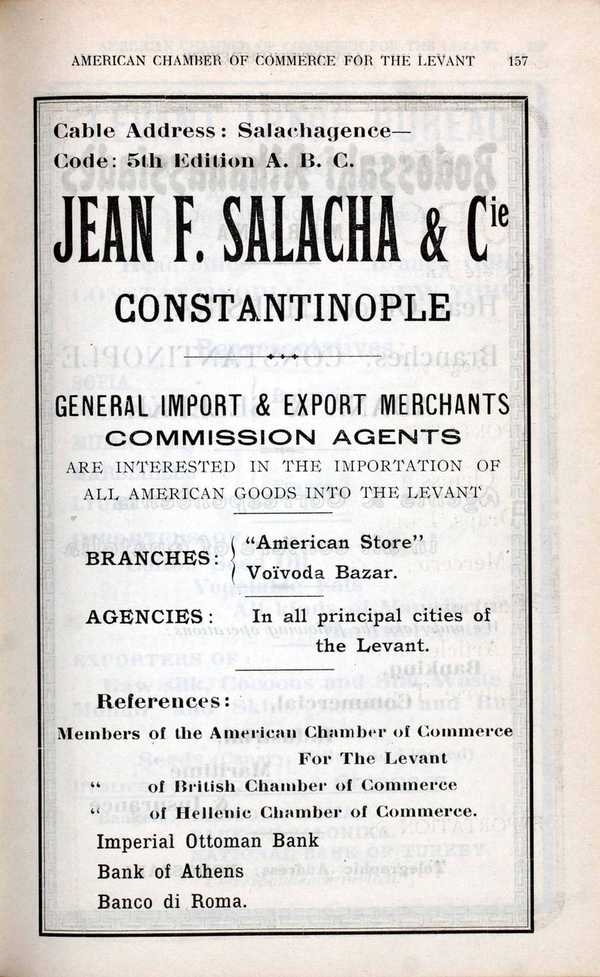 AMERICAN CHAMBER OF COMMERCE FOR THE LEVANT 157
Cable Address: Salachagence—
Code: 5th Edition A. B. C.
JEAN F. SALACHA & Cie
CONSTANTINOPLE
GENERAL IMPORT & EXPORT MERCHANTS
COMMISSION AGENTS
ARE INTERESTED IN THE IMPORTATION OF
ALL AMERICAN GOODS INTO THE LEVANT
BRANCHES: { "American Store"
Voïvoda Bazar.
AGENCIES: In all principal cities of
the Levant.
References:
Members of the American Chamber of Commerce
For The Levant
“ of British Chamber of Commerce
“ of Hellenic Chamber of Commerce.
Imperial Ottoman Bank
Bank of Athens
Banco di Roma.